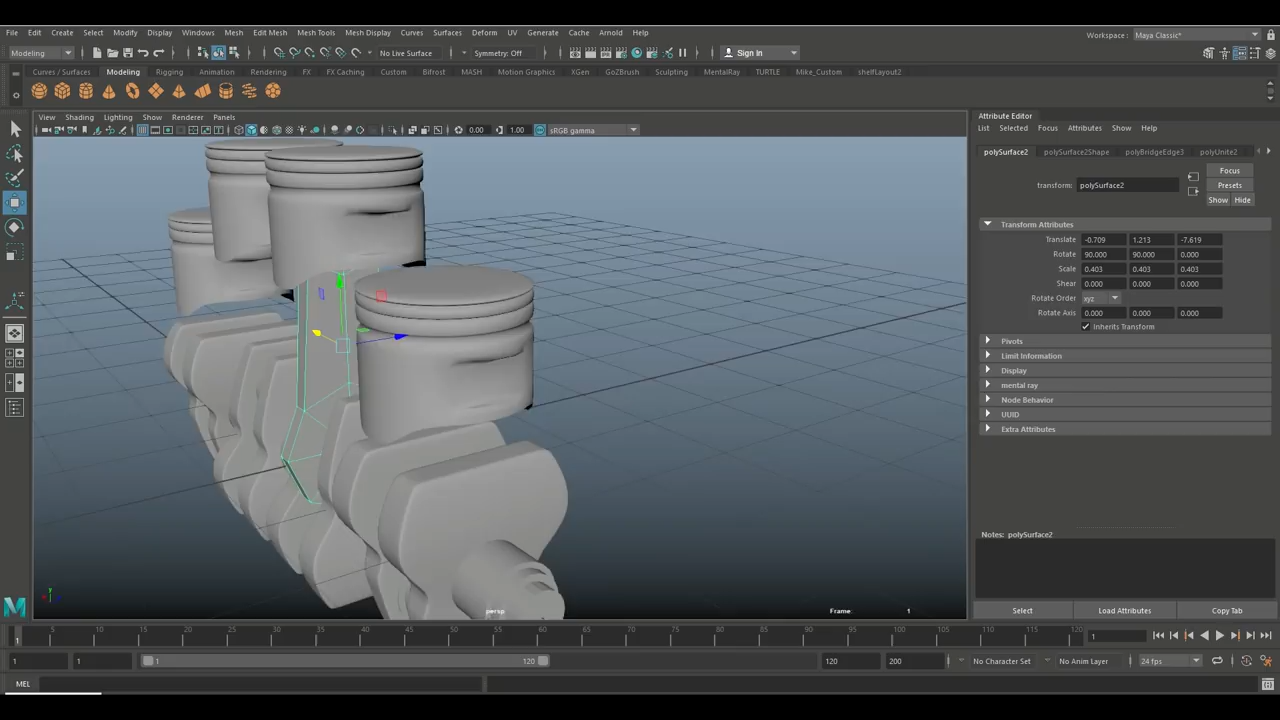 File Edit Create Select Modify Display Windows Mesh Edit Mesh Mesh Tools Mesh Display Curves Surfaces Deform UV Generate Cache Arnold Help
Workspace: Maya Classic*
Modeling No Live Surface Symmetry: Off Sign In
Curves / Surfaces Modeling Rigging Animation Rendering FX FX Caching Custom Bifrost MASH Motion Graphics XGen GoZBrush Sculpting MentalRay TURTLE Mike_Custom shelfLayout2
View Shading Lighting Show Renderer Panels
0.00 1.00 sRGB gamma
persp
Frame: 1
Attribute Editor
List Selected Focus Attributes Show Help
polySurface2 polySurface2Shape polyBridgeEdge3 polyUnite2
Focus
transform: polySurface2 Presets
Show Hide
Transform Attributes
Translate -0.709 1.213 -7.619
Rotate 90.000 90.000 0.000
Scale 0.403 0.403 0.403
Shear 0.000 0.000 0.000
Rotate Order xyz
Rotate Axis 0.000 0.000 0.000
Inherits Transform
Pivots
Limit Information
Display
mental ray
Node Behavior
UUID
Extra Attributes
Notes: polySurface2
Select Load Attributes Copy Tab
1 5 10 15 20 25 30 35 40 45 50 55 60 65 70 75 80 85 90 95 100 105 110 115 120 1
1 1 1 120 120 200 No Character Set No Anim Layer 24 fps
MEL